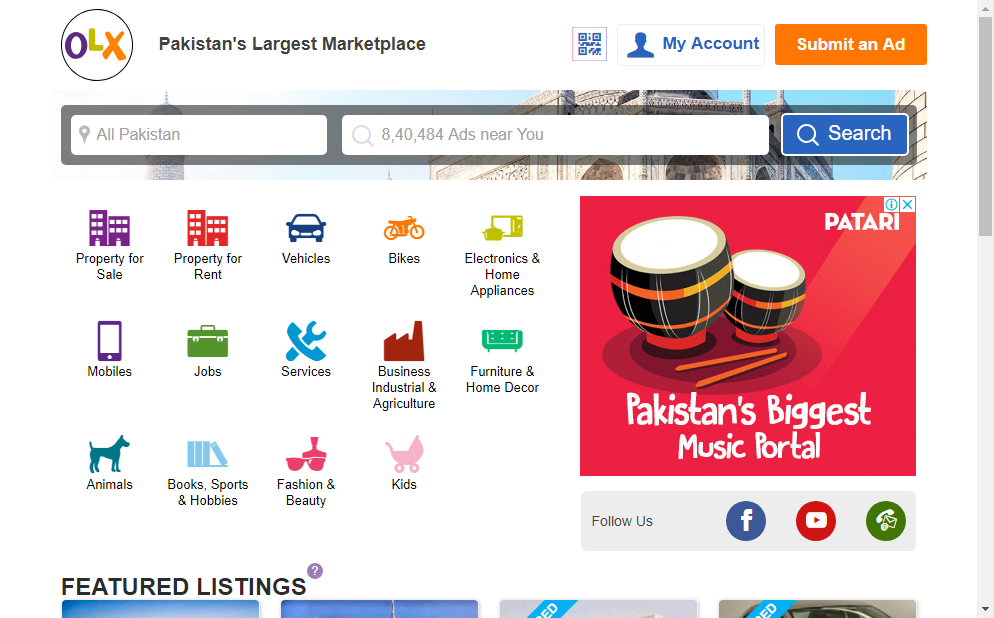 OLX
Pakistan's Largest Marketplace
My Account
Submit an Ad
All Pakistan
8,40,484 Ads near You
Search
Property for
Sale
Property for
Rent
Vehicles
Bikes
Electronics &
Home
Appliances
Mobiles
Jobs
Services
Business
Industrial &
Agriculture
Furniture &
Home Decor
Animals
Books, Sports
& Hobbies
Fashion &
Beauty
Kids
PATARI
Pakistan's Biggest
Music Portal
Follow Us
FEATURED LISTINGS
?